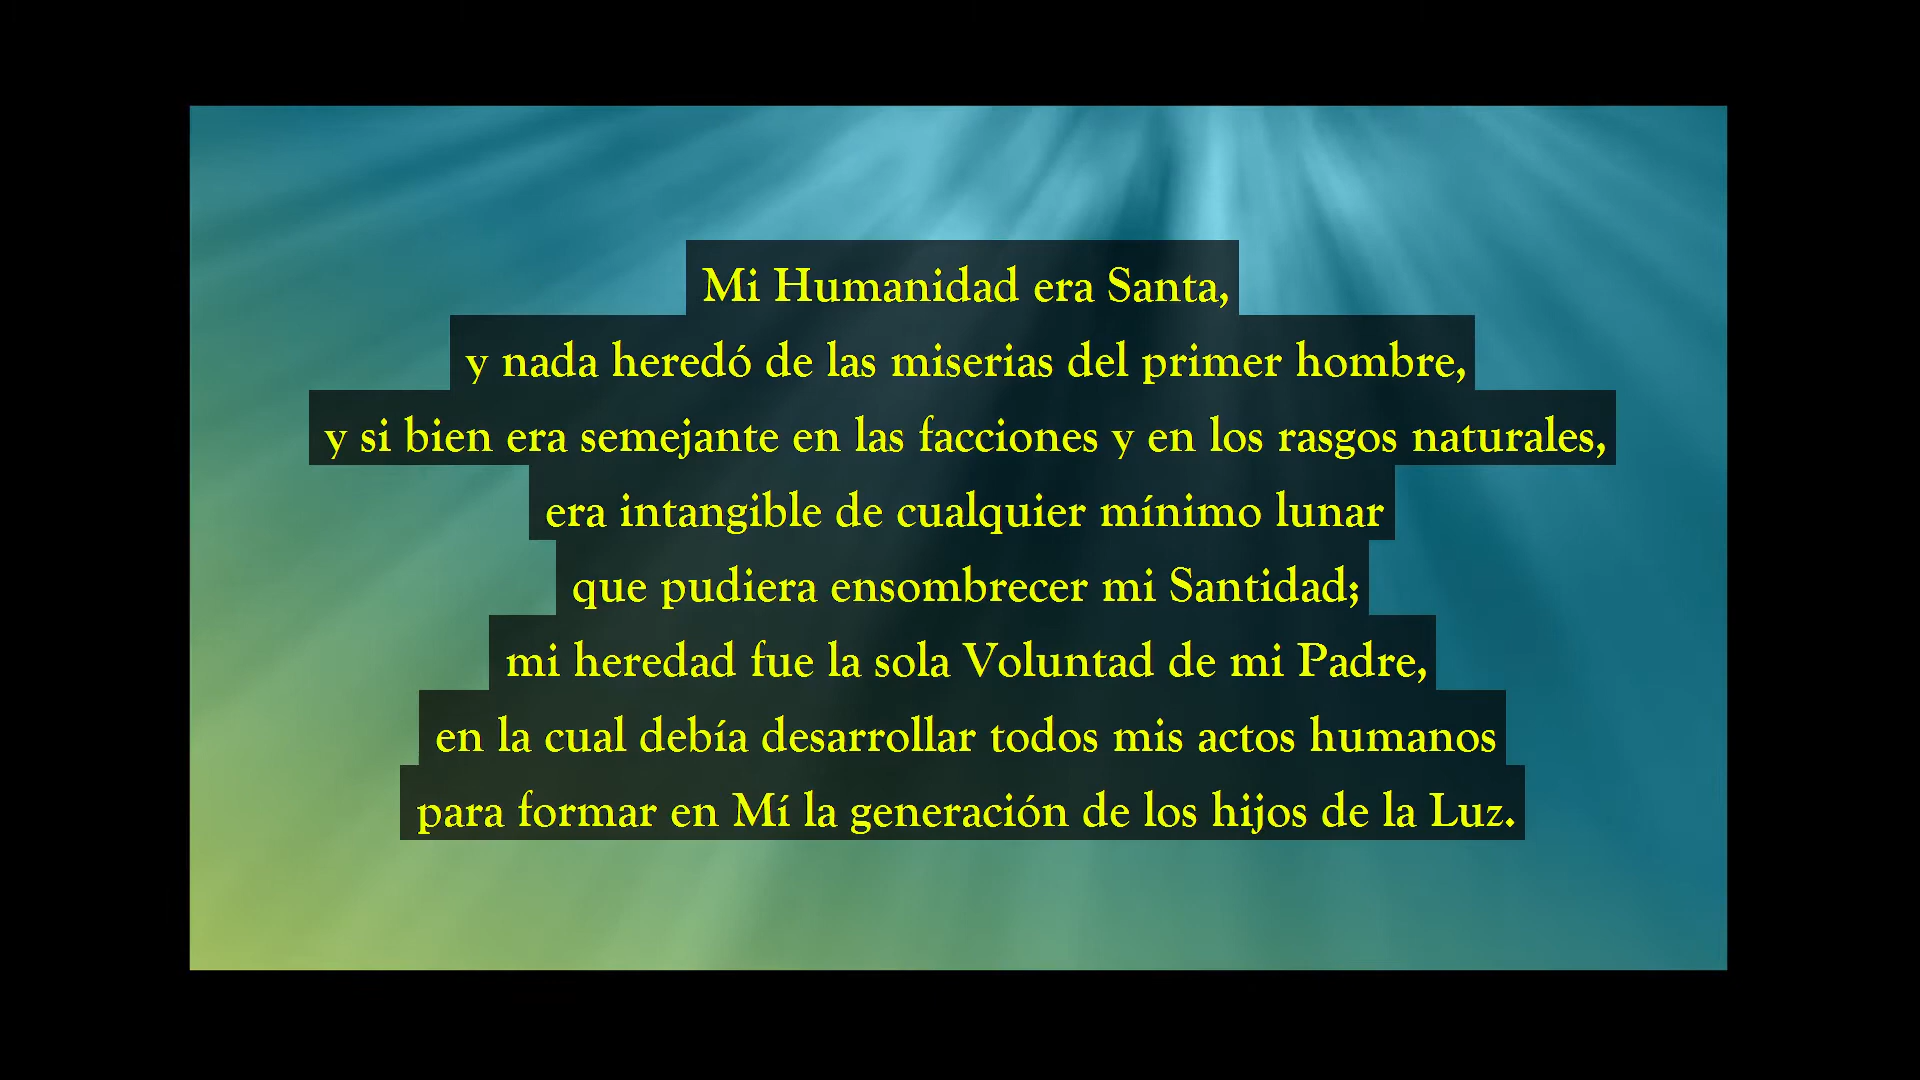 Mi Humanidad era Santa,
y nada heredó de las miserias del primer hombre,
y si bien era semejante en las facciones y en los rasgos naturales,
era intangible de cualquier mínimo lunar
que pudiera ensombrecer mi Santidad;
mi heredad fue la sola Voluntad de mi Padre,
en la cual debía desarrollar todos mis actos humanos
para formar en Mí la generación de los hijos de la Luz.